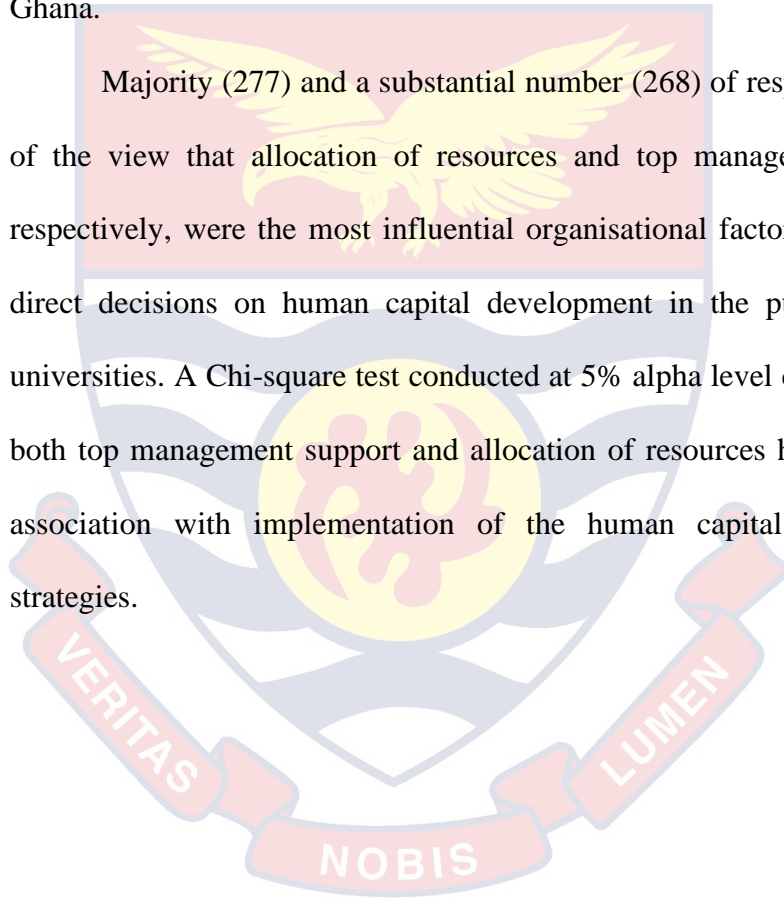 Ghana.
Majority (277) and a substantial number (268) of res
of the view that allocation of resources and top manage
respectively, were the most influential organisational factor
direct decisions on human capital development in the p
universities. A Chi-square test conducted at 5% alpha level
both top management support and allocation of resources
association with implementation of the human capital
strategies.
VERITAS
NOBIS
LUMEN